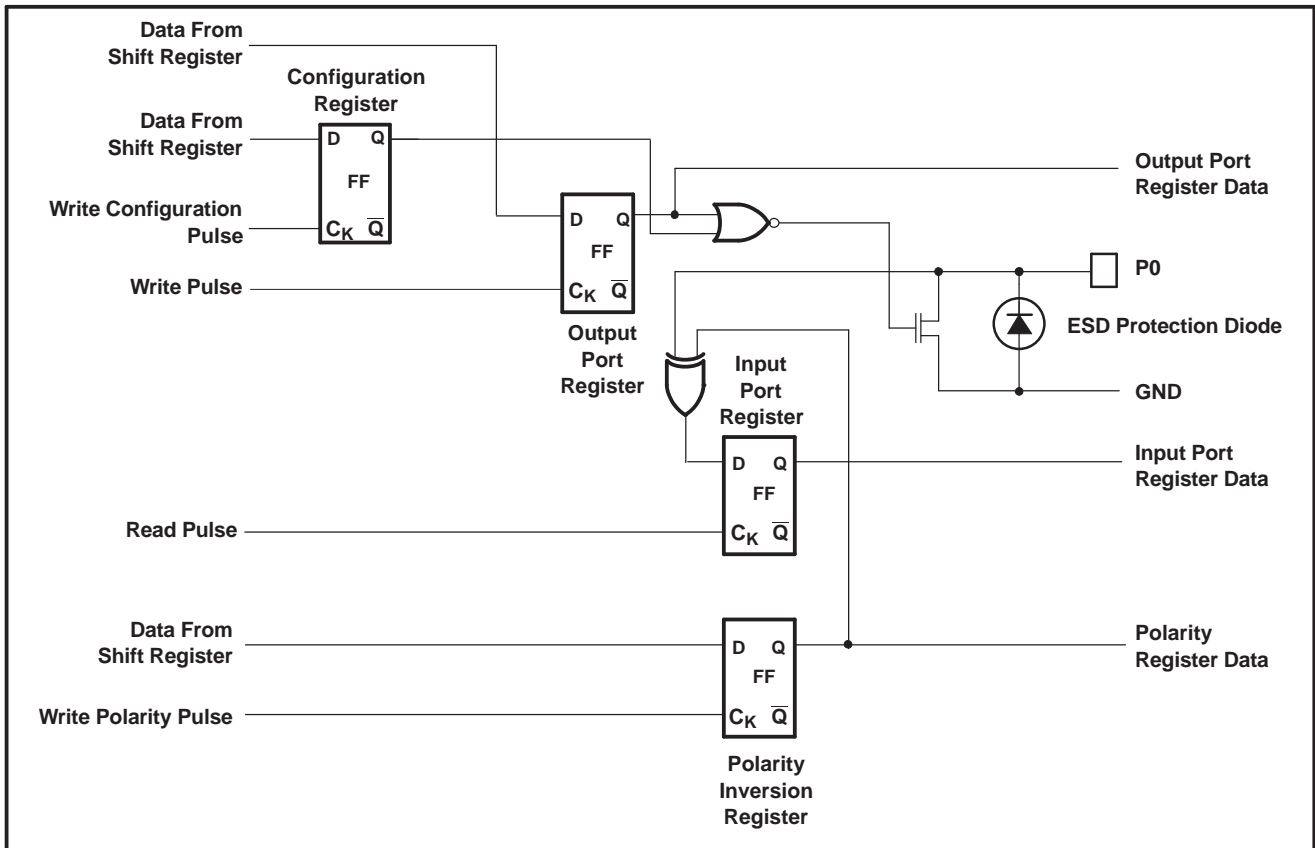 Data From
Shift Register
Configuration
Register
Data From
Shift Register
D Q
FF
CK Q
Write Configuration
Pulse
Output Port
Register Data
D Q
FF
CK Q
Write Pulse
P0
ESD Protection Diode
Output
Port
Register
Input
Port
Register
GND
D Q
FF
CK Q
Input Port
Register Data
Read Pulse
Data From
Shift Register
D Q
FF
CK Q
Polarity
Register Data
Write Polarity Pulse
Polarity
Inversion
Register